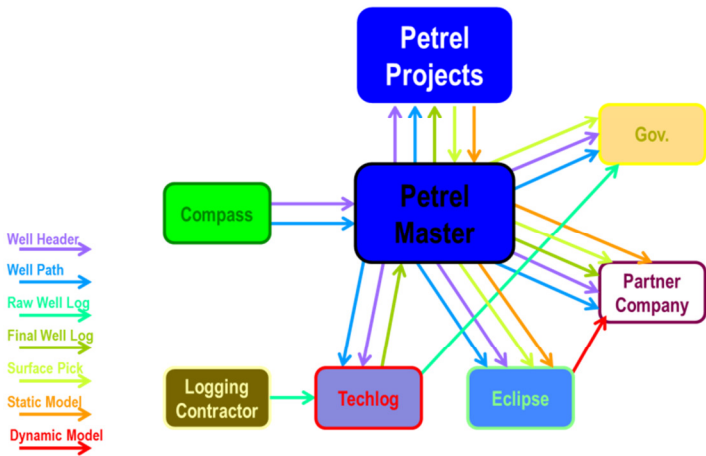 Petrel
Projects
Gov.
Compass
Petrel
Master
Well Header
Well Path
Raw Well Log
Final Well Log
Surface Pick
Static Model
Dynamic Model
Partner
Company
Logging
Contractor
Techlog
Eclipse